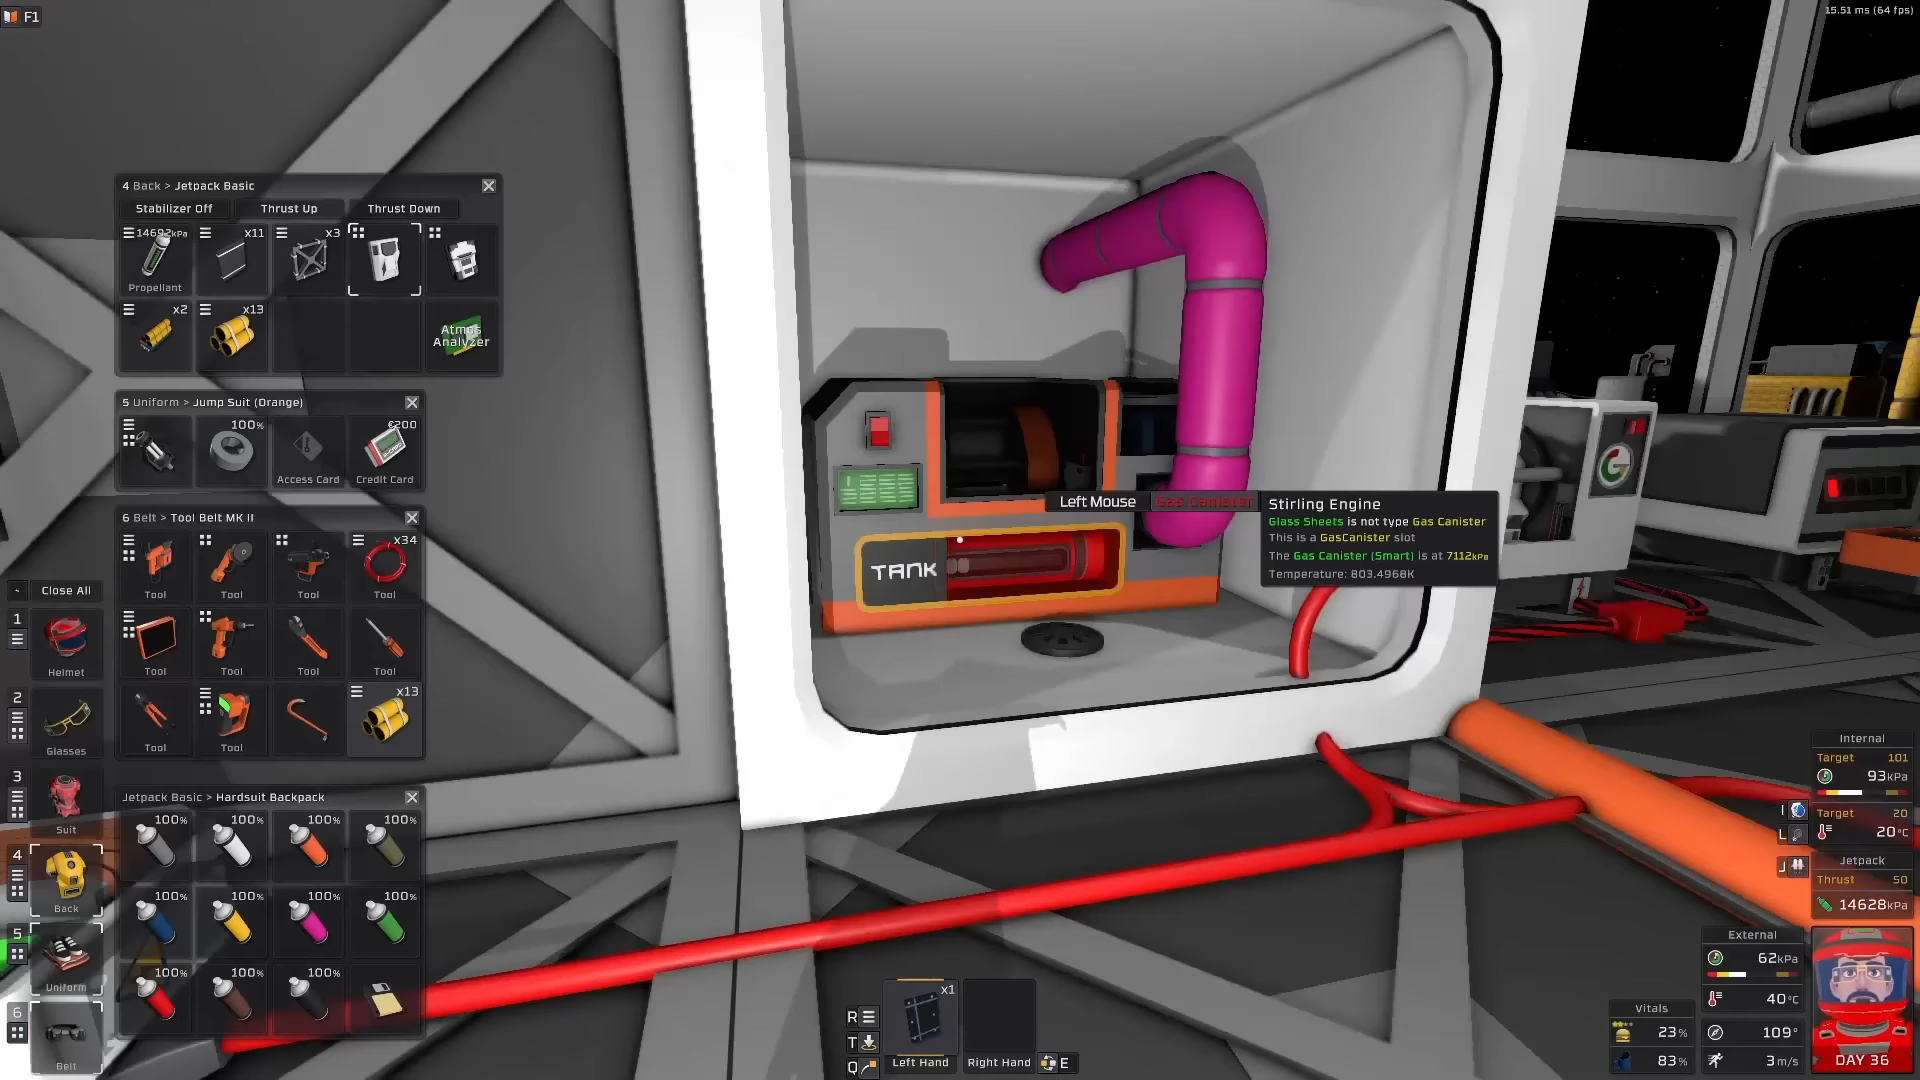 F1
15.51 ms (64 fps)
4 Back > Jetpack Basic
Stabilizer Off
Thrust Up
Thrust Down
14692kPa
x11
x3
Propellant
x2
x13
Atmos
Analyzer
5 Uniform > Jump Suit (Orange)
100%
€200
Access Card
Credit Card
6 Belt > Tool Belt MK II
x34
Tool
Tool
Tool
Tool
Tool
Tool
Tool
Tool
x13
Tool
Tool
Jetpack Basic > Hardsuit Backpack
100%
100%
100%
100%
100%
100%
100%
100%
100%
100%
100%
Close All
1
Helmet
2
Glasses
3
Suit
4
Back
5
Uniform
6
Belt
TANK
Left Mouse
Gas Canister
Stirling Engine
Glass Sheets is not type Gas Canister
This is a GasCanister slot
The Gas Canister (Smart) is at 7112kPa
Temperature: 803.4968K
R
T
Q
x1
Left Hand
Right Hand
E
Internal
Target 101
93kPa
I
Target 20
L
20°C
J
Jetpack
Thrust 50
14628kPa
External
62kPa
40°C
Vitals
23%
109°
83%
3m/s
DAY 36